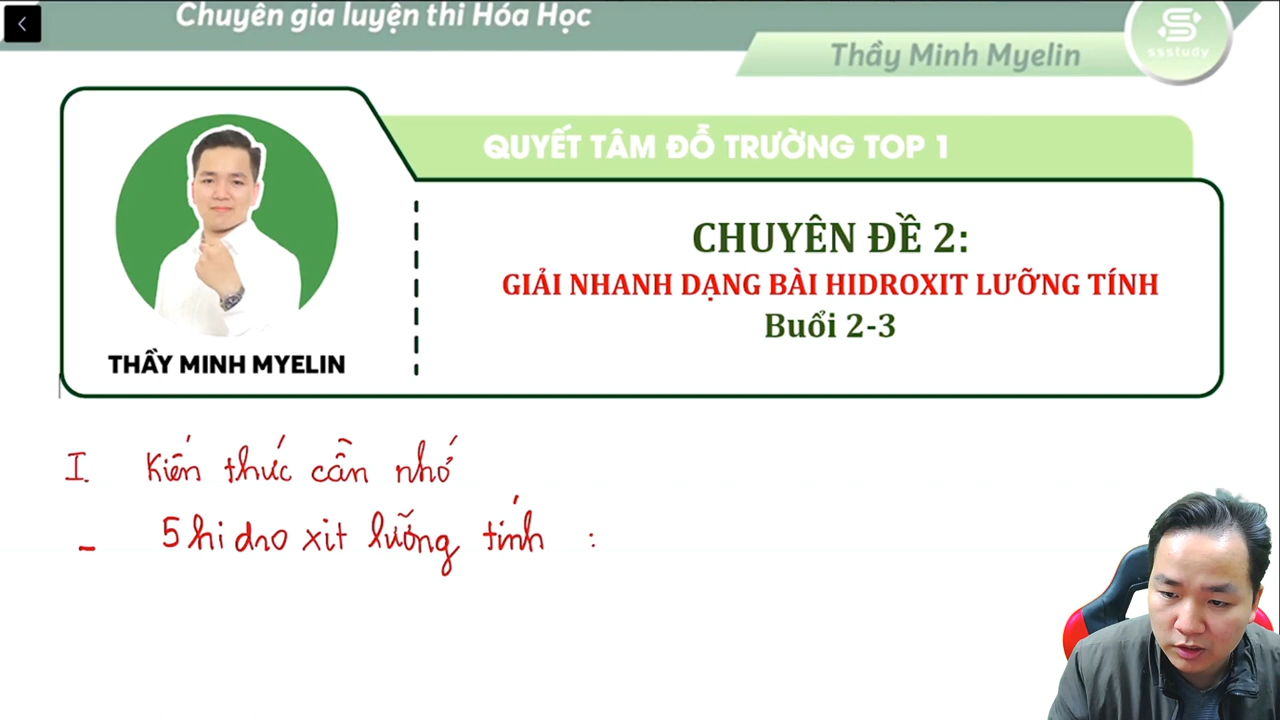 Chuyên gia luyện thi Hóa Học
Thầy Minh Myelin
ssstudy
QUYẾT TÂM ĐỖ TRƯỜNG TOP 1
CHUYÊN ĐỀ 2:
GIẢI NHANH DẠNG BÀI HIDROXIT LƯỠNG TÍNH
Buổi 2-3
THẦY MINH MYELIN
I. Kiến thức cần nhớ
- 5 hidroxit lưỡng tính :